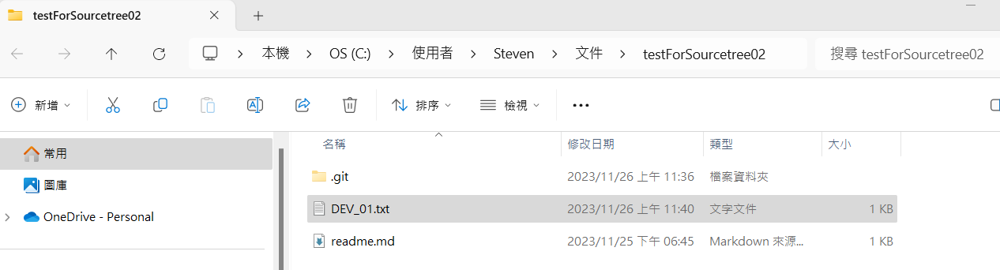 testForSourcetree02
本機 > OS (C:) > 使用者 > Steven > 文件 > testForSourcetree02
搜尋 testForSourcetree02
新增 排序 檢視
常用
圖庫
OneDrive - Personal
名稱 修改日期 類型 大小
.git 2023/11/26 上午 11:36 檔案資料夾
DEV_01.txt 2023/11/26 上午 11:40 文字文件 1 KB
readme.md 2023/11/25 下午 06:45 Markdown 來源... 1 KB